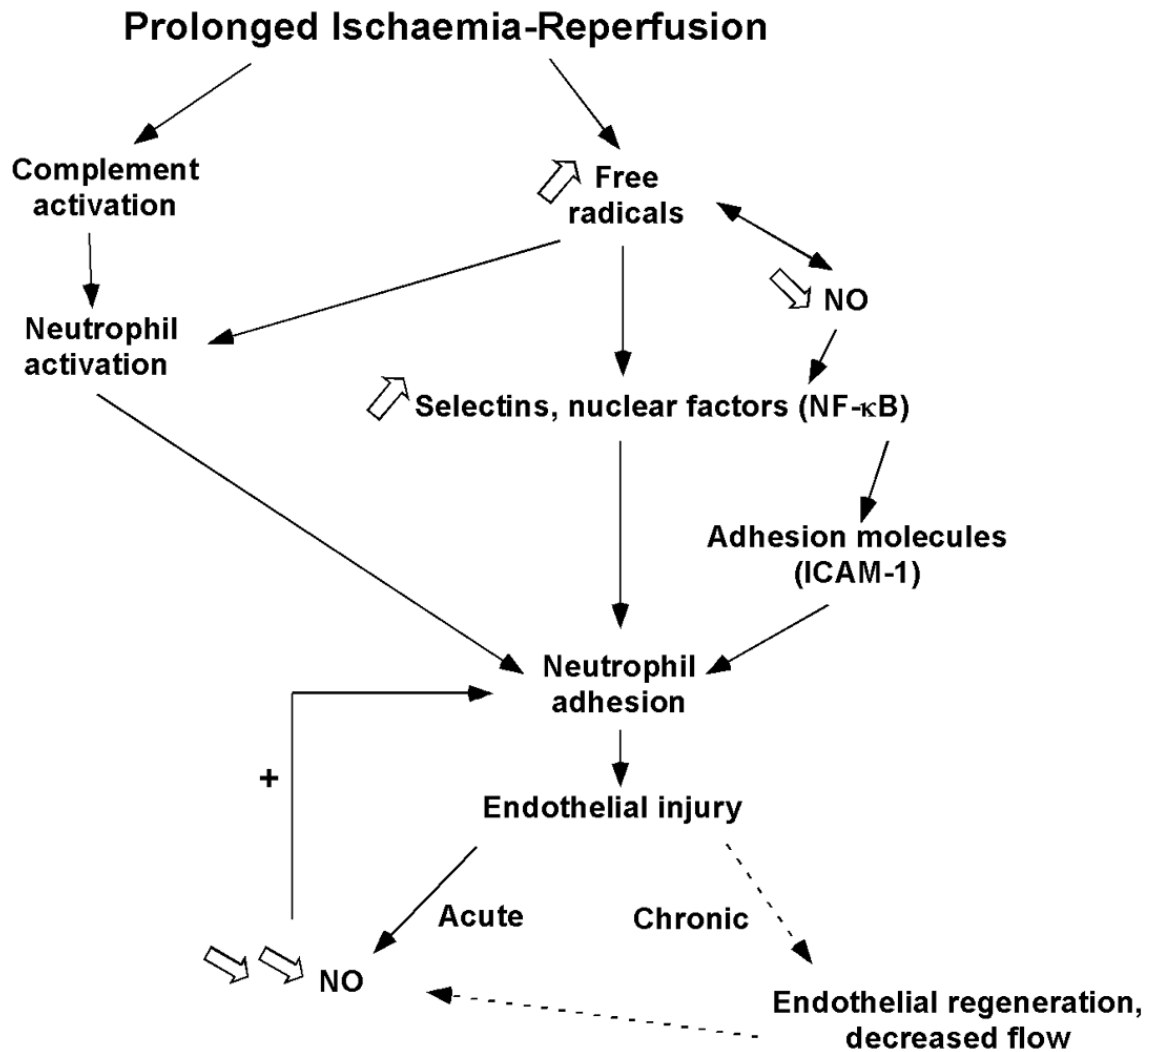 Prolonged Ischaemia-Reperfusion
Complement
activation
Free
radicals
NO
Neutrophil
activation
Selectins, nuclear factors (NF-κB)
Adhesion molecules
(ICAM-1)
Neutrophil
adhesion
+
Endothelial injury
Acute
Chronic
NO
Endothelial regeneration,
decreased flow